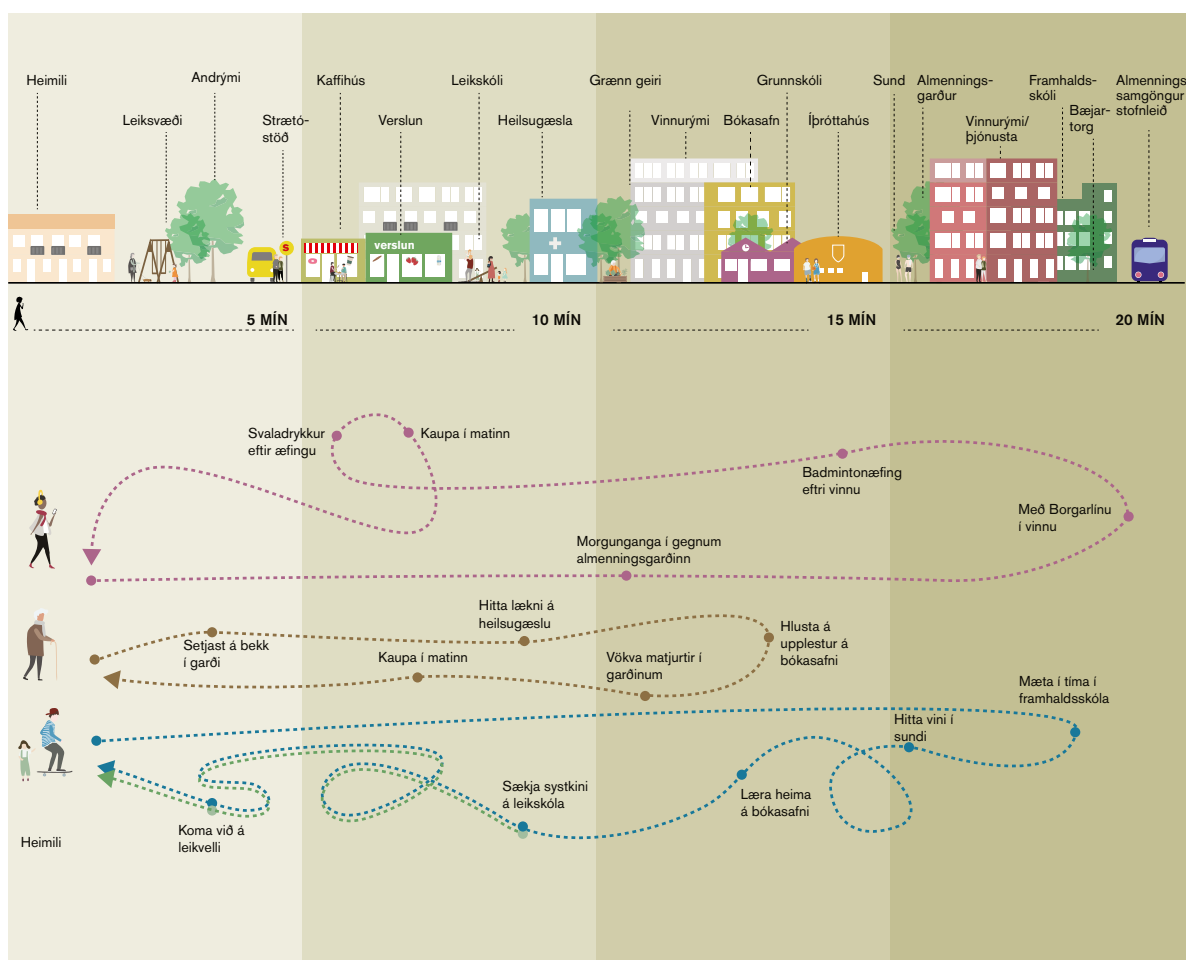 Heimili
Andrými
Kaffihús
Leikskóli
Grænn geiri
Grunnskóli
Sund
Almennings-
garður
Framhalds-
skóli
Almennings
samgöngur
stofnleið
Leiksvæði
Strætó-
stöð
Verslun
Heilsugæsla
Vinnurými
Bókasafn
Íþróttahús
Vinnurými/
þjónusta
Bæjar-
torg
S
verslun
5 MÍN
10 MÍN
15 MÍN
20 MÍN
Svaladrykkur
eftir æfingu
Kaupa í matinn
Badmintonæfing
eftri vinnu
Með Borgarlínu
í vinnu
Morgunganga í gegnum
almenningsgarðinn
Setjast á bekk
í garði
Hitta lækni á
heilsugæslu
Hlusta á
upplestur á
bókasafni
Kaupa í matinn
Vökva matjurtir í
garðinum
Mæta í tíma í
framhaldsskóla
Hitta vini í
sundi
Sækja systkini
á leikskóla
Læra heima
á bókasafni
Koma við á
leikvelli
Heimili